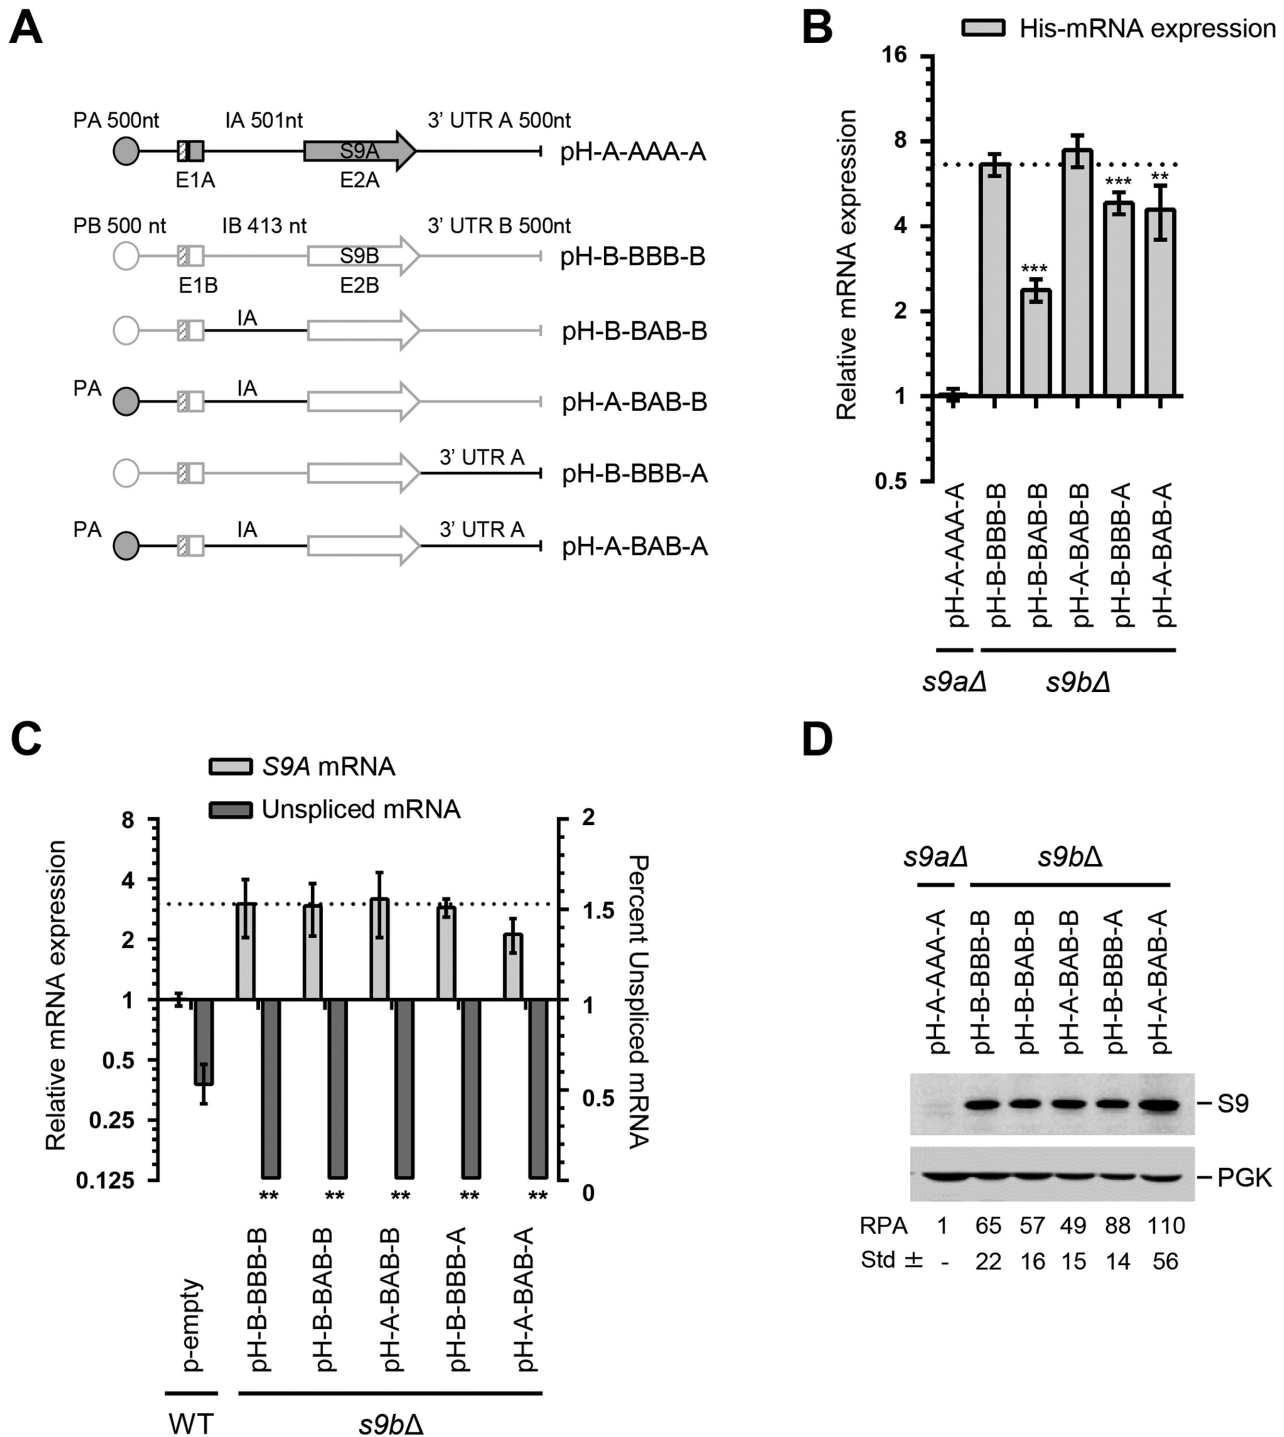 A
PA 500nt IA 501nt 3’ UTR A 500nt
S9A pH-A-AAA-A
E1A E2A
PB 500 nt IB 413 nt 3’ UTR B 500nt
S9B pH-B-BBB-B
E1B E2B
IA
pH-B-BAB-B
PA IA
pH-A-BAB-B
3’ UTR A
pH-B-BBB-A
PA IA 3’ UTR A
pH-A-BAB-A
B
His-mRNA expression
Relative mRNA expression
16
8
4
2
1
0.5
*** *** **
pH-A-AAA-A
pH-B-BBB-B
pH-B-BAB-B
pH-A-BAB-B
pH-B-BBB-A
pH-A-BAB-A
s9aΔ s9bΔ
C
S9A mRNA
Unspliced mRNA
Relative mRNA expression
8
4
2
1
0.5
0.25
0.125
2
1.5
1
0.5
0
Percent Unspliced mRNA
** ** ** ** **
p-empty
pH-B-BBB-B
pH-B-BAB-B
pH-A-BAB-B
pH-B-BBB-A
pH-A-BAB-A
WT s9bΔ
D
s9aΔ s9bΔ
pH-A-AAA-A
pH-B-BBB-B
pH-B-BAB-B
pH-A-BAB-B
pH-B-BBB-A
pH-A-BAB-A
S9
PGK
RPA 1 65 57 49 88 110
Std ± - 22 16 15 14 56